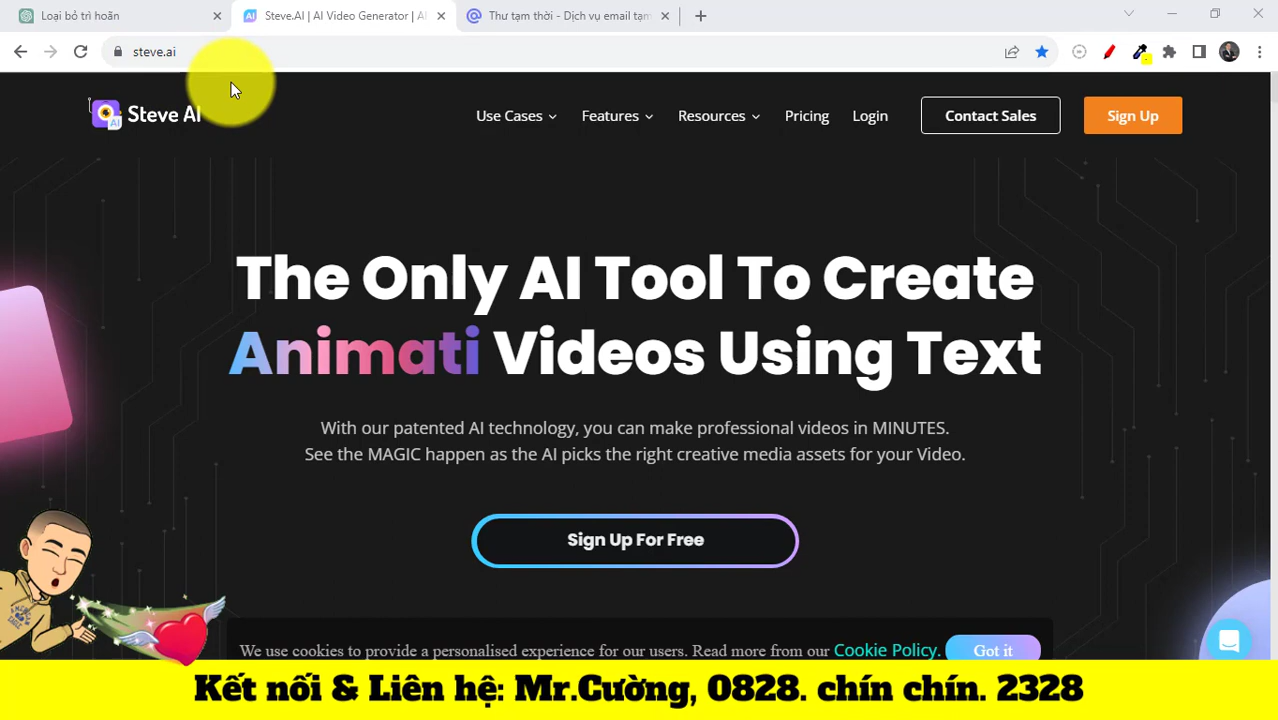 Loại bỏ trì hoãn
Steve.AI | AI Video Generator | AI
Thư tạm thời - Dịch vụ email tạm
steve.ai
Steve AI
Use Cases
Features
Resources
Pricing
Login
Contact Sales
Sign Up
The Only AI Tool To Create
Animati Videos Using Text
With our patented AI technology, you can make professional videos in MINUTES.
See the MAGIC happen as the AI picks the right creative media assets for your Video.
Sign Up For Free
We use cookies to provide a personalised experience for our users. Read more from our Cookie Policy.
Got it
Kết nối & Liên hệ: Mr.Cường, 0828. chín chín. 2328